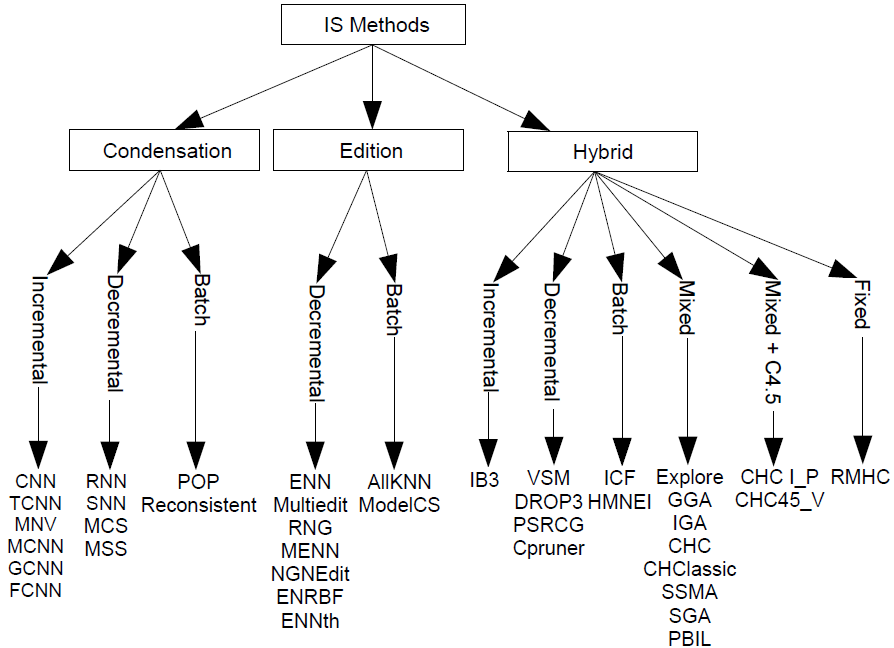 IS Methods
Condensation
Edition
Hybrid
Incremental
Decremental
Batch
Decremental
Batch
Incremental
Decremental
Batch
Mixed
Mixed + C4.5
Fixed
CNN
TCNN
MNV
MCNN
GCNN
FCNN
RNN
SNN
MCS
MSS
POP
Reconsistent
ENN
Multiedit
RNG
MENN
NGNEdit
ENRBF
ENNth
AllKNN
ModelCS
IB3
VSM
DROP3
PSRCG
Cpruner
ICF
HMNEI
Explore
GGA
IGA
CHC
CHClassic
SSMA
SGA
PBIL
CHC I_P
CHC45_V
RMHC